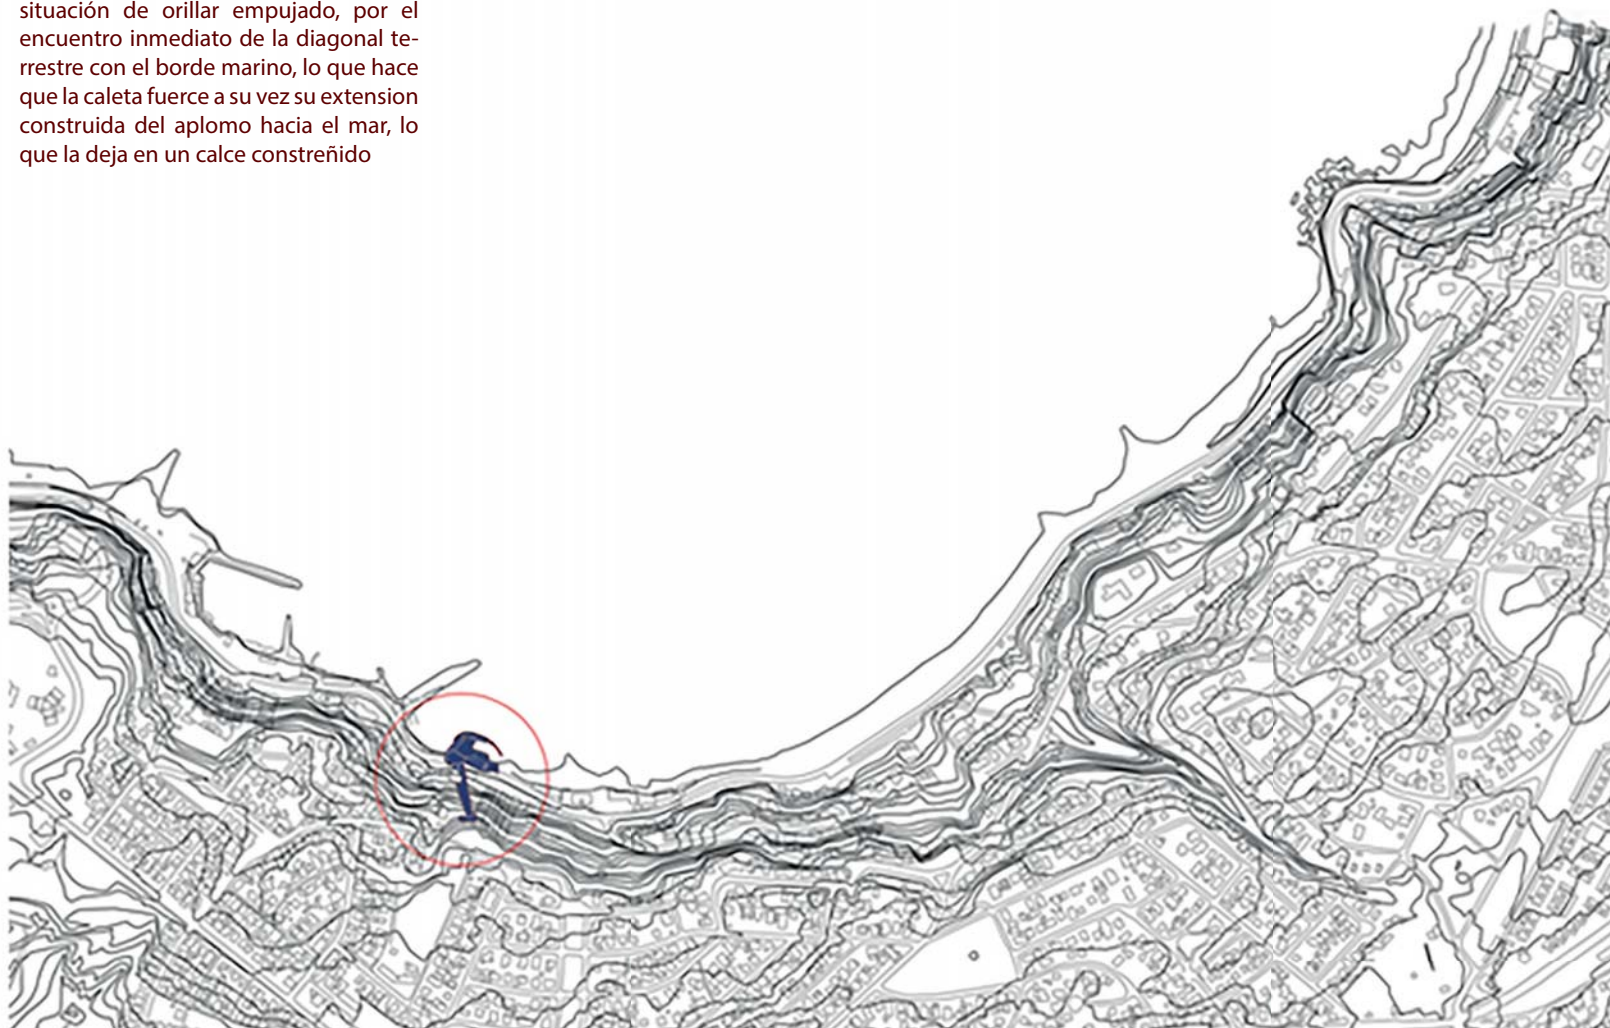 situación de orillar empujado, por el
encuentro inmediato de la diagonal te-
rrestre con el borde marino, lo que hace
que la caleta fuerce a su vez su extension
construida del aplomo hacia el mar, lo
que la deja en un calce constreñido